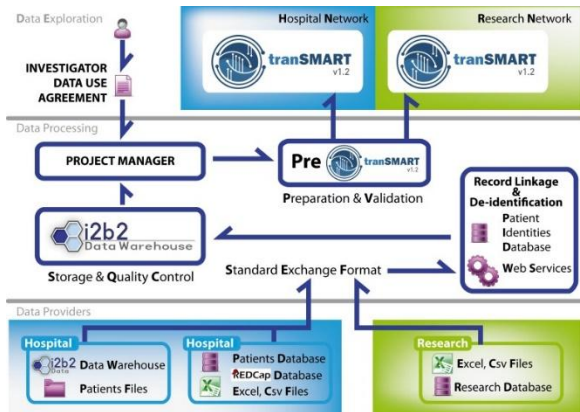 Data Exploration
Hospital Network
Research Network
tranSMART
v1.2
tranSMART
v1.2
INVESTIGATOR
DATA USE
AGREEMENT
Data Processing
PROJECT MANAGER
Pre tranSMART
v1.2
Preparation & Validation
Record Linkage
&
De-identification
Patient
Identities
Database
Web Services
i2b2
Data Warehouse
Storage & Quality Control
Standard Exchange Format
Data Providers
Hospital
i2b2 Data Warehouse
Data
Patients Files
Hospital
Patients Database
REDCap Database
Excel, Csv Files
Research
Excel, Csv Files
Research Database